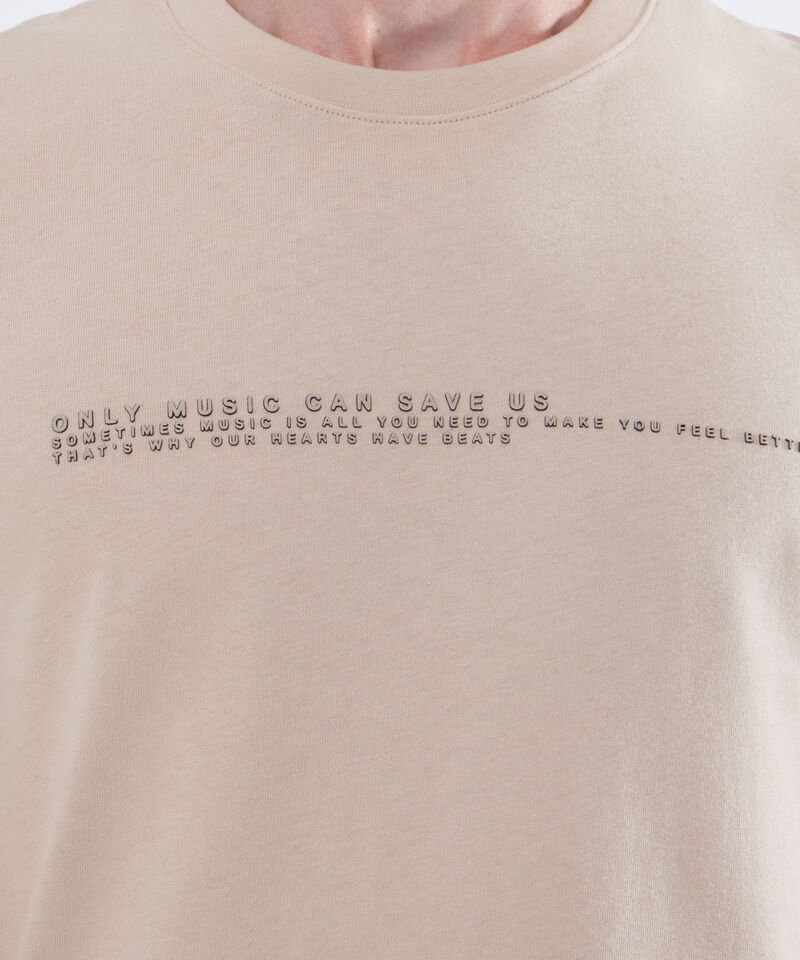 ONLY MUSIC CAN SAVE US
SOMETIMES MUSIC IS ALL YOU NEED TO MAKE YOU FEEL
THAT'S WHY OUR HEARTS HAVE BEATS